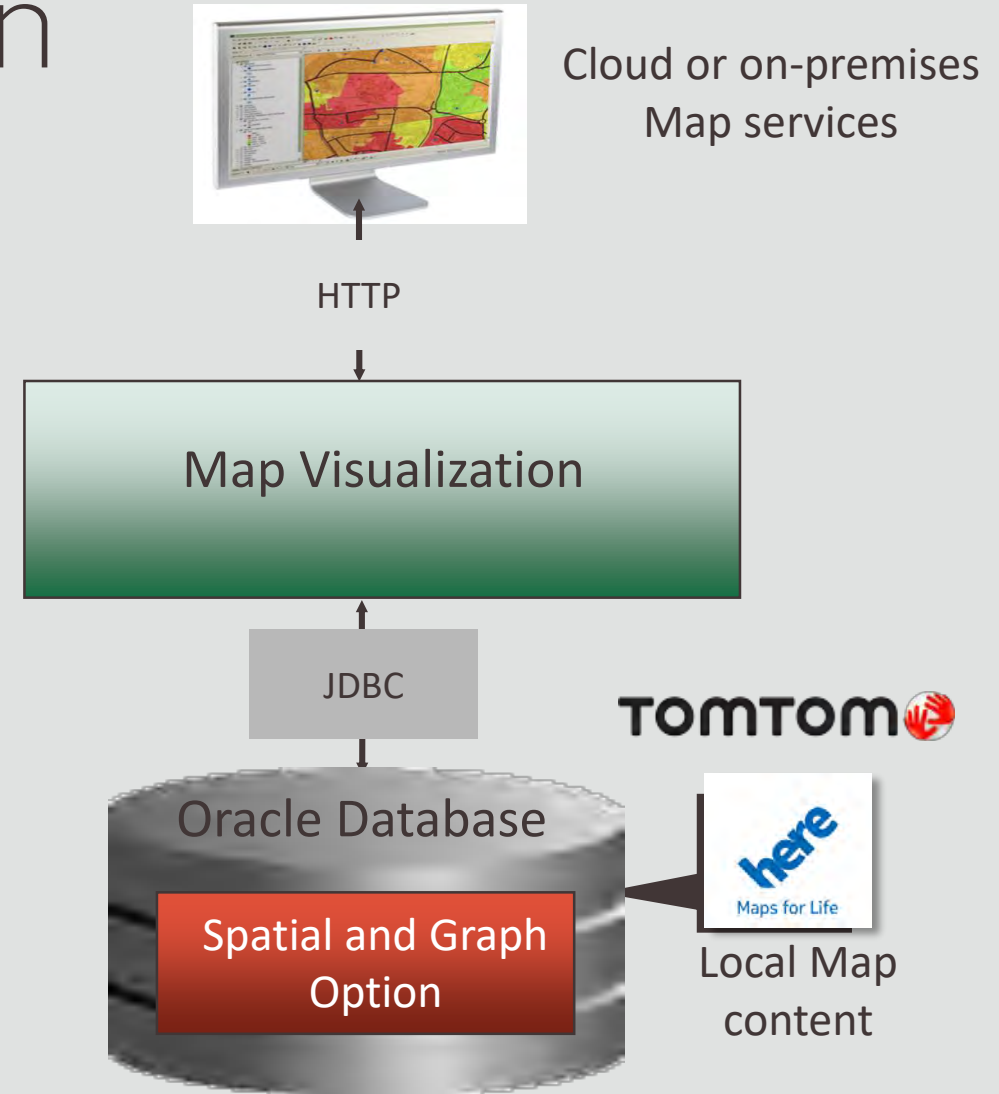 n
Cloud or on-premises
Map services
HTTP
Map Visualization
JDBC
TOMTOM
Oracle Database
here
Maps for Life
Spatial and Graph
Option
Local Map
content